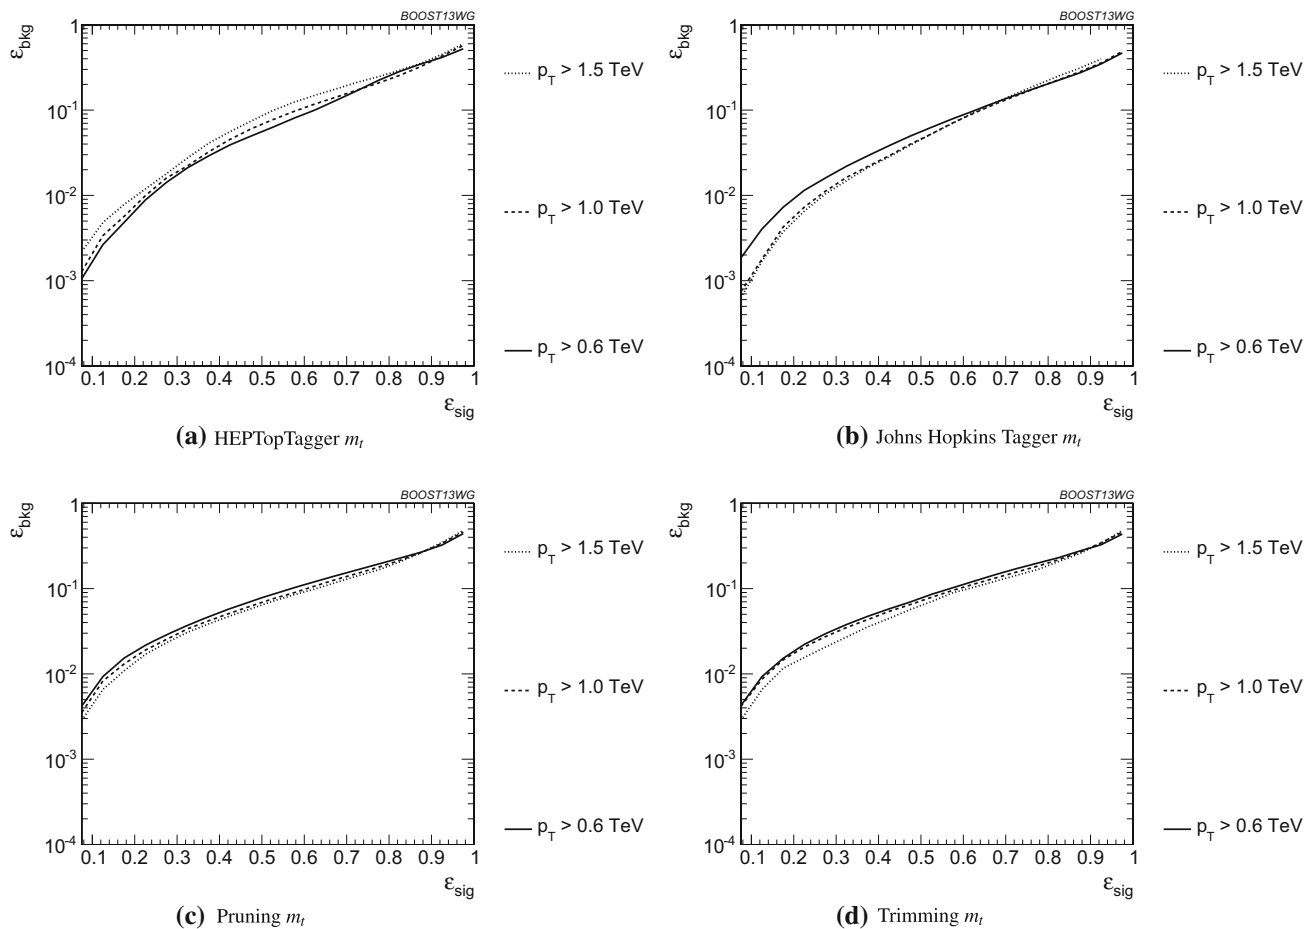 BOOST13WG
ε_bkg
1
10⁻¹
10⁻²
10⁻³
10⁻⁴
0.1 0.2 0.3 0.4 0.5 0.6 0.7 0.8 0.9 1
ε_sig
p_T > 1.5 TeV
p_T > 1.0 TeV
p_T > 0.6 TeV
(a) HEPTopTagger m_t
BOOST13WG
ε_bkg
1
10⁻¹
10⁻²
10⁻³
10⁻⁴
0.1 0.2 0.3 0.4 0.5 0.6 0.7 0.8 0.9 1
ε_sig
p_T > 1.5 TeV
p_T > 1.0 TeV
p_T > 0.6 TeV
(b) Johns Hopkins Tagger m_t
BOOST13WG
ε_bkg
1
10⁻¹
10⁻²
10⁻³
10⁻⁴
0.1 0.2 0.3 0.4 0.5 0.6 0.7 0.8 0.9 1
ε_sig
p_T > 1.5 TeV
p_T > 1.0 TeV
p_T > 0.6 TeV
(c) Pruning m_t
BOOST13WG
ε_bkg
1
10⁻¹
10⁻²
10⁻³
10⁻⁴
0.1 0.2 0.3 0.4 0.5 0.6 0.7 0.8 0.9 1
ε_sig
p_T > 1.5 TeV
p_T > 1.0 TeV
p_T > 0.6 TeV
(d) Trimming m_t